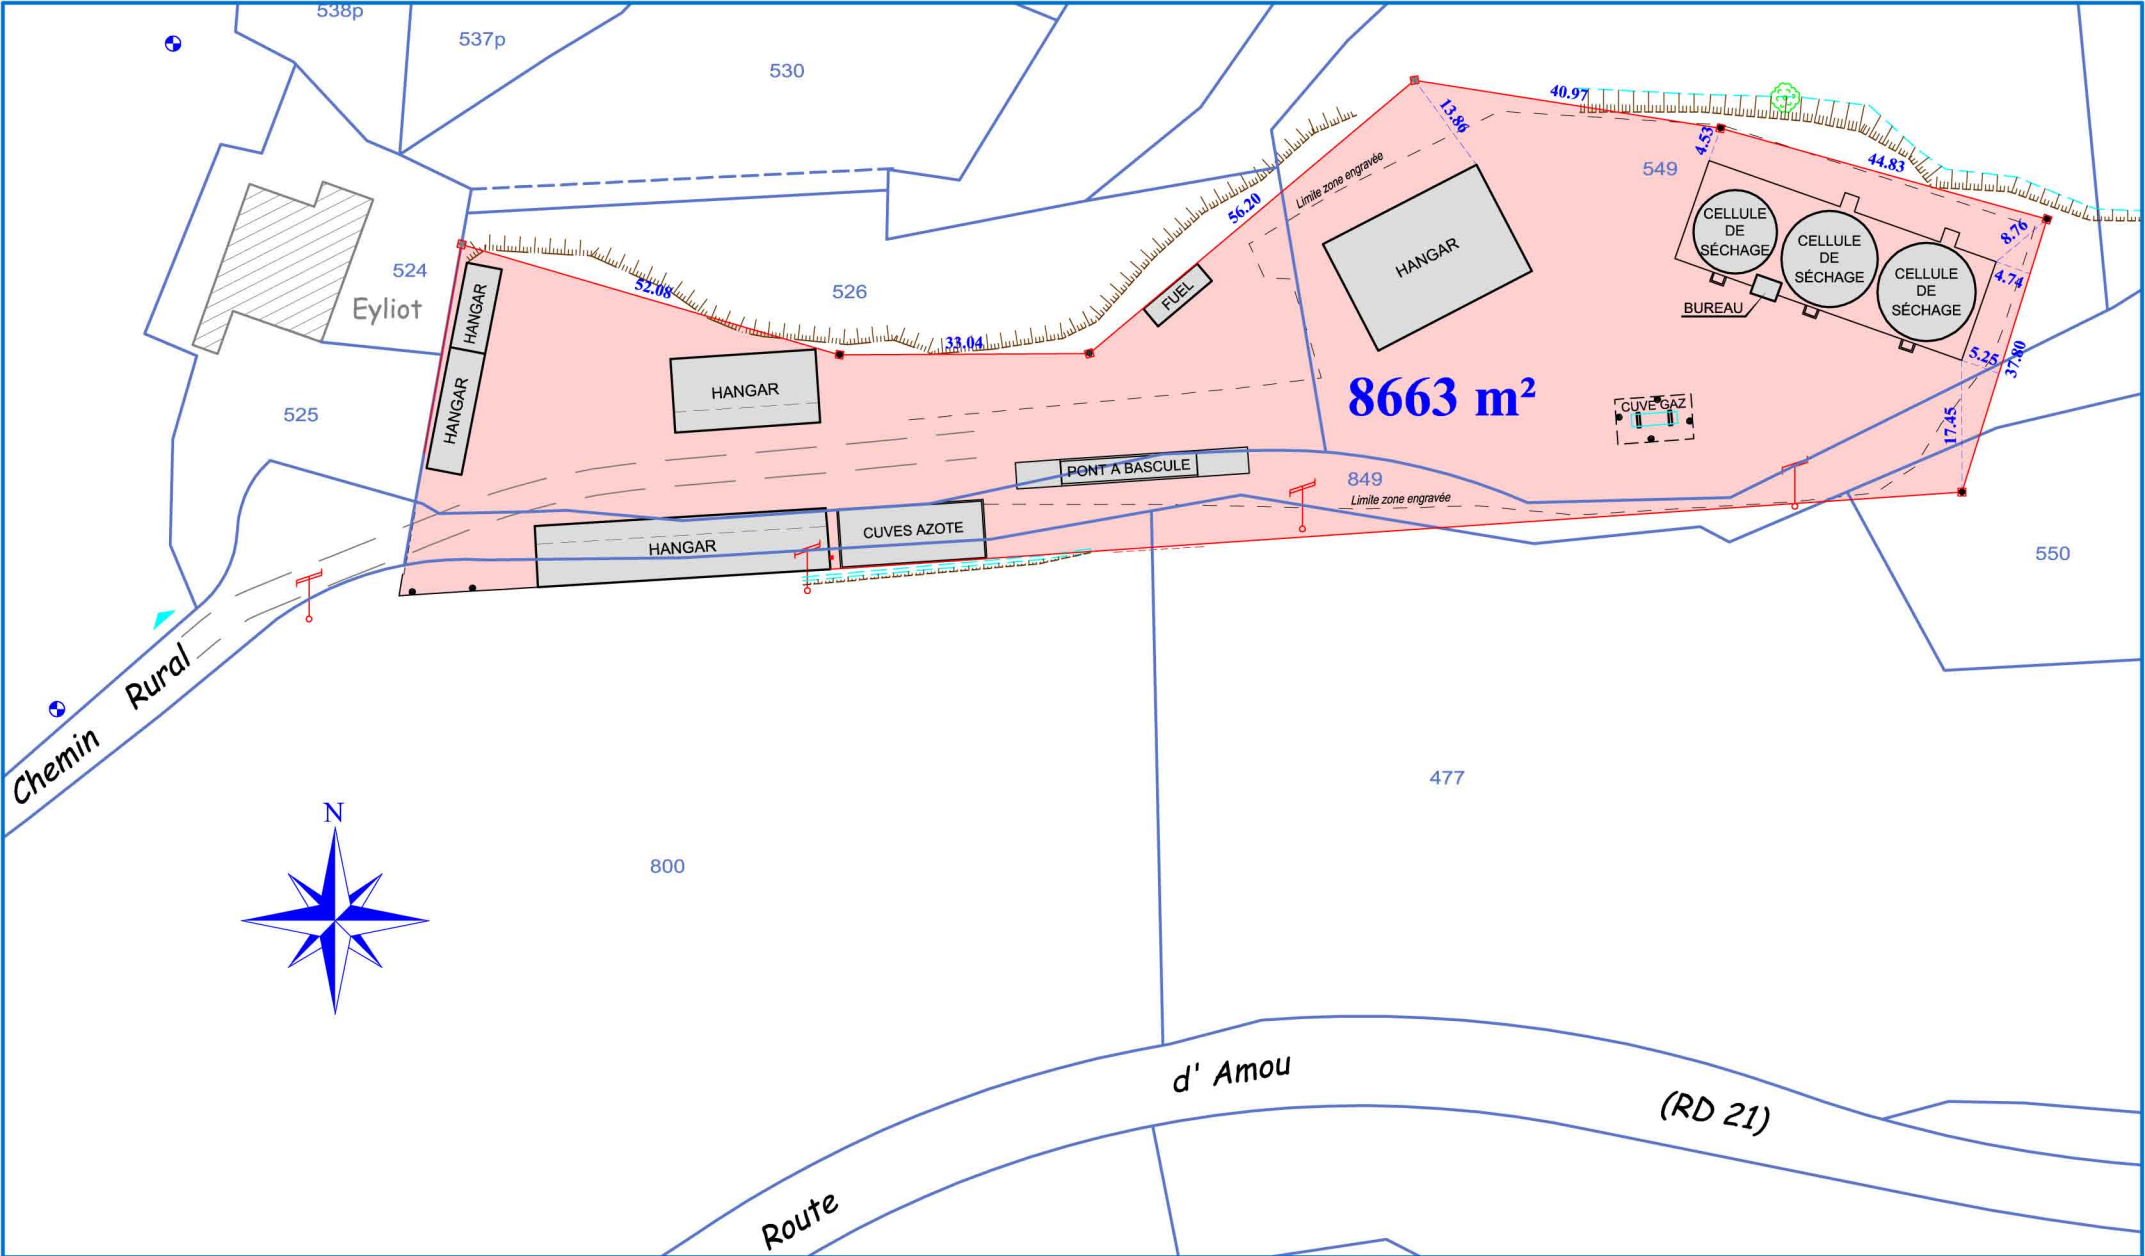 538p
537p
530
40.97
13.86
4.53
549
44.83
Limite zone engravée
56.20
CELLULE
DE
SÉCHAGE
CELLULE
DE
SÉCHAGE
CELLULE
DE
SÉCHAGE
8.76
4.74
524
Eyliot
HANGAR
52.08
526
FUEL
HANGAR
BUREAU
33.04
5.25
37.80
HANGAR
HANGAR
8663 m²
CUVE GAZ
525
17.45
PONT A BASCULE
849
Limite zone engravée
HANGAR
CUVES AZOTE
550
Chemin Rural
477
N
800
Route d' Amou (RD 21)